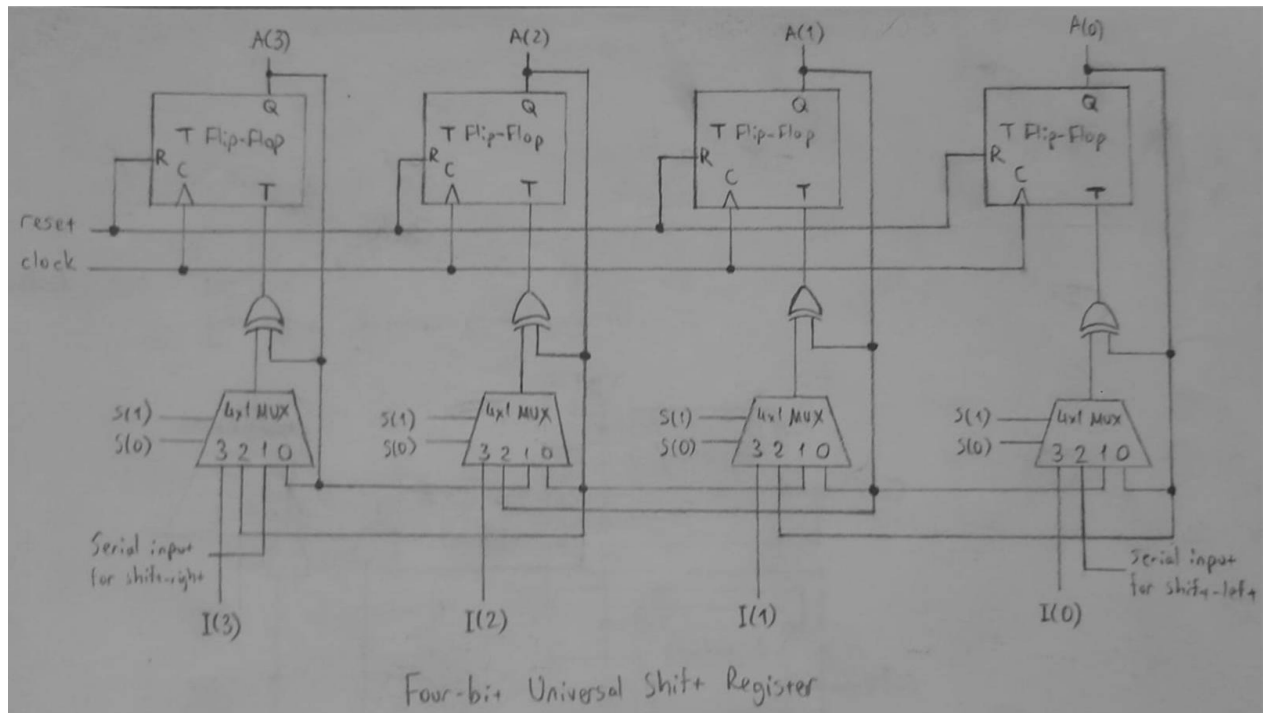 A(3) A(2) A(1) A(0)
Q Q Q Q
T Flip-Flop T Flip-Flop T Flip-Flop T Flip-Flop
R R R R
C T C T C T C T
reset
clock
S(1) 4x1 MUX S(1) 4x1 MUX S(1) 4x1 MUX S(1) 4x1 MUX
S(0) S(0) S(0) S(0)
3 2 1 0 3 2 1 0 3 2 1 0 3 2 1 0
Serial input
for shift-right
Serial input
for shift-left
I(3) I(2) I(1) I(0)
Four-bit Universal Shift Register